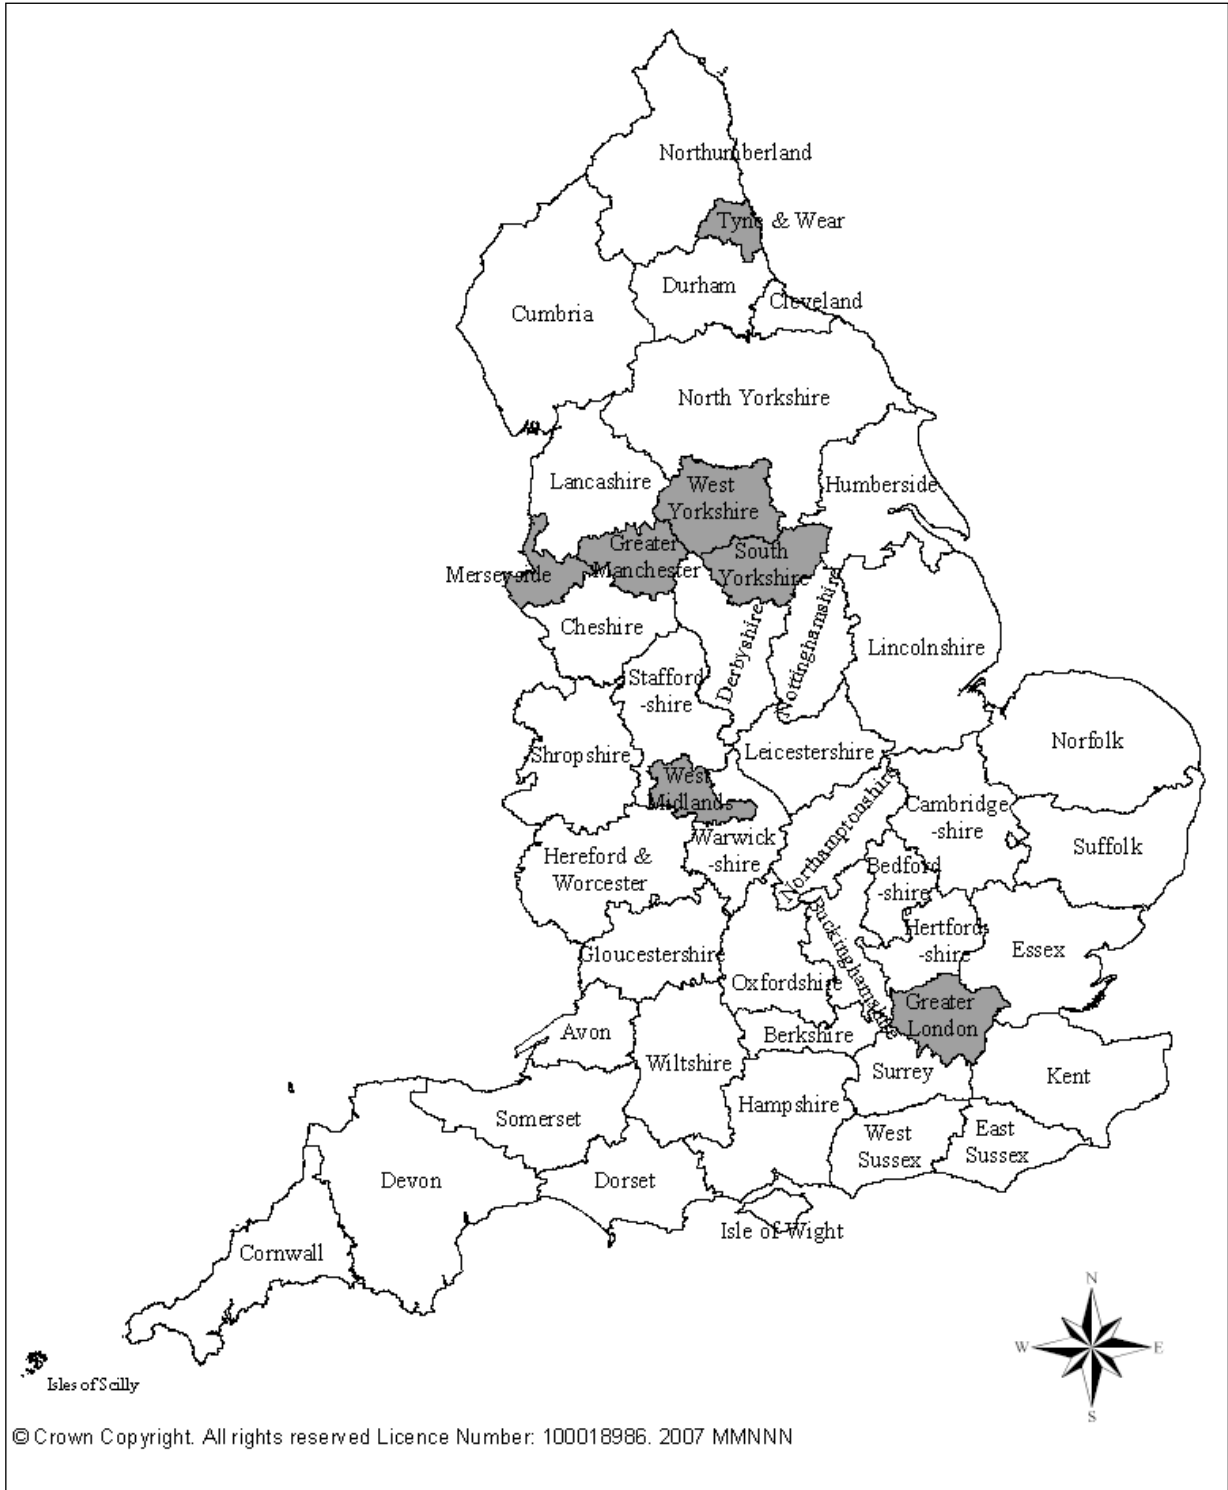 Northumberland
Tyne & Wear
Durham
Cleveland
Cumbria
North Yorkshire
Lancashire
West
Yorkshire
Humberside
Merseyside
Greater
Manchester
South
Yorkshire
Cheshire
Derbyshire
Nottinghamshire
Lincolnshire
Stafford
-shire
Shropshire
Leicestershire
Norfolk
West
Midlands
Northamptonshire
Cambridge
-shire
Warwick
-shire
Suffolk
Hereford &
Worcester
Bedford
-shire
Buckinghamshire
Hertford
-shire
Essex
Gloucestershire
Oxfordshire
Greater
London
Avon
Berkshire
Wiltshire
Surrey
Kent
Hampshire
Somerset
West
Sussex
East
Sussex
Devon
Dorset
Isle of Wight
Cornwall
Isles of Scilly
N
W
E
S
© Crown Copyright. All rights reserved Licence Number: 100018986. 2007 MMNNN